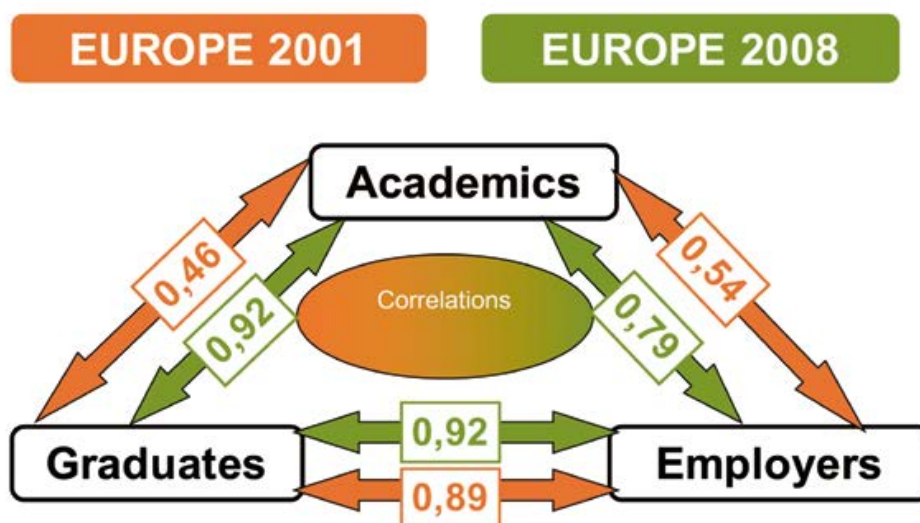 EUROPE 2001
EUROPE 2008
Academics
0,46
0,92
Correlations
0,79
0,54
0,92
Graduates
Employers
0,89